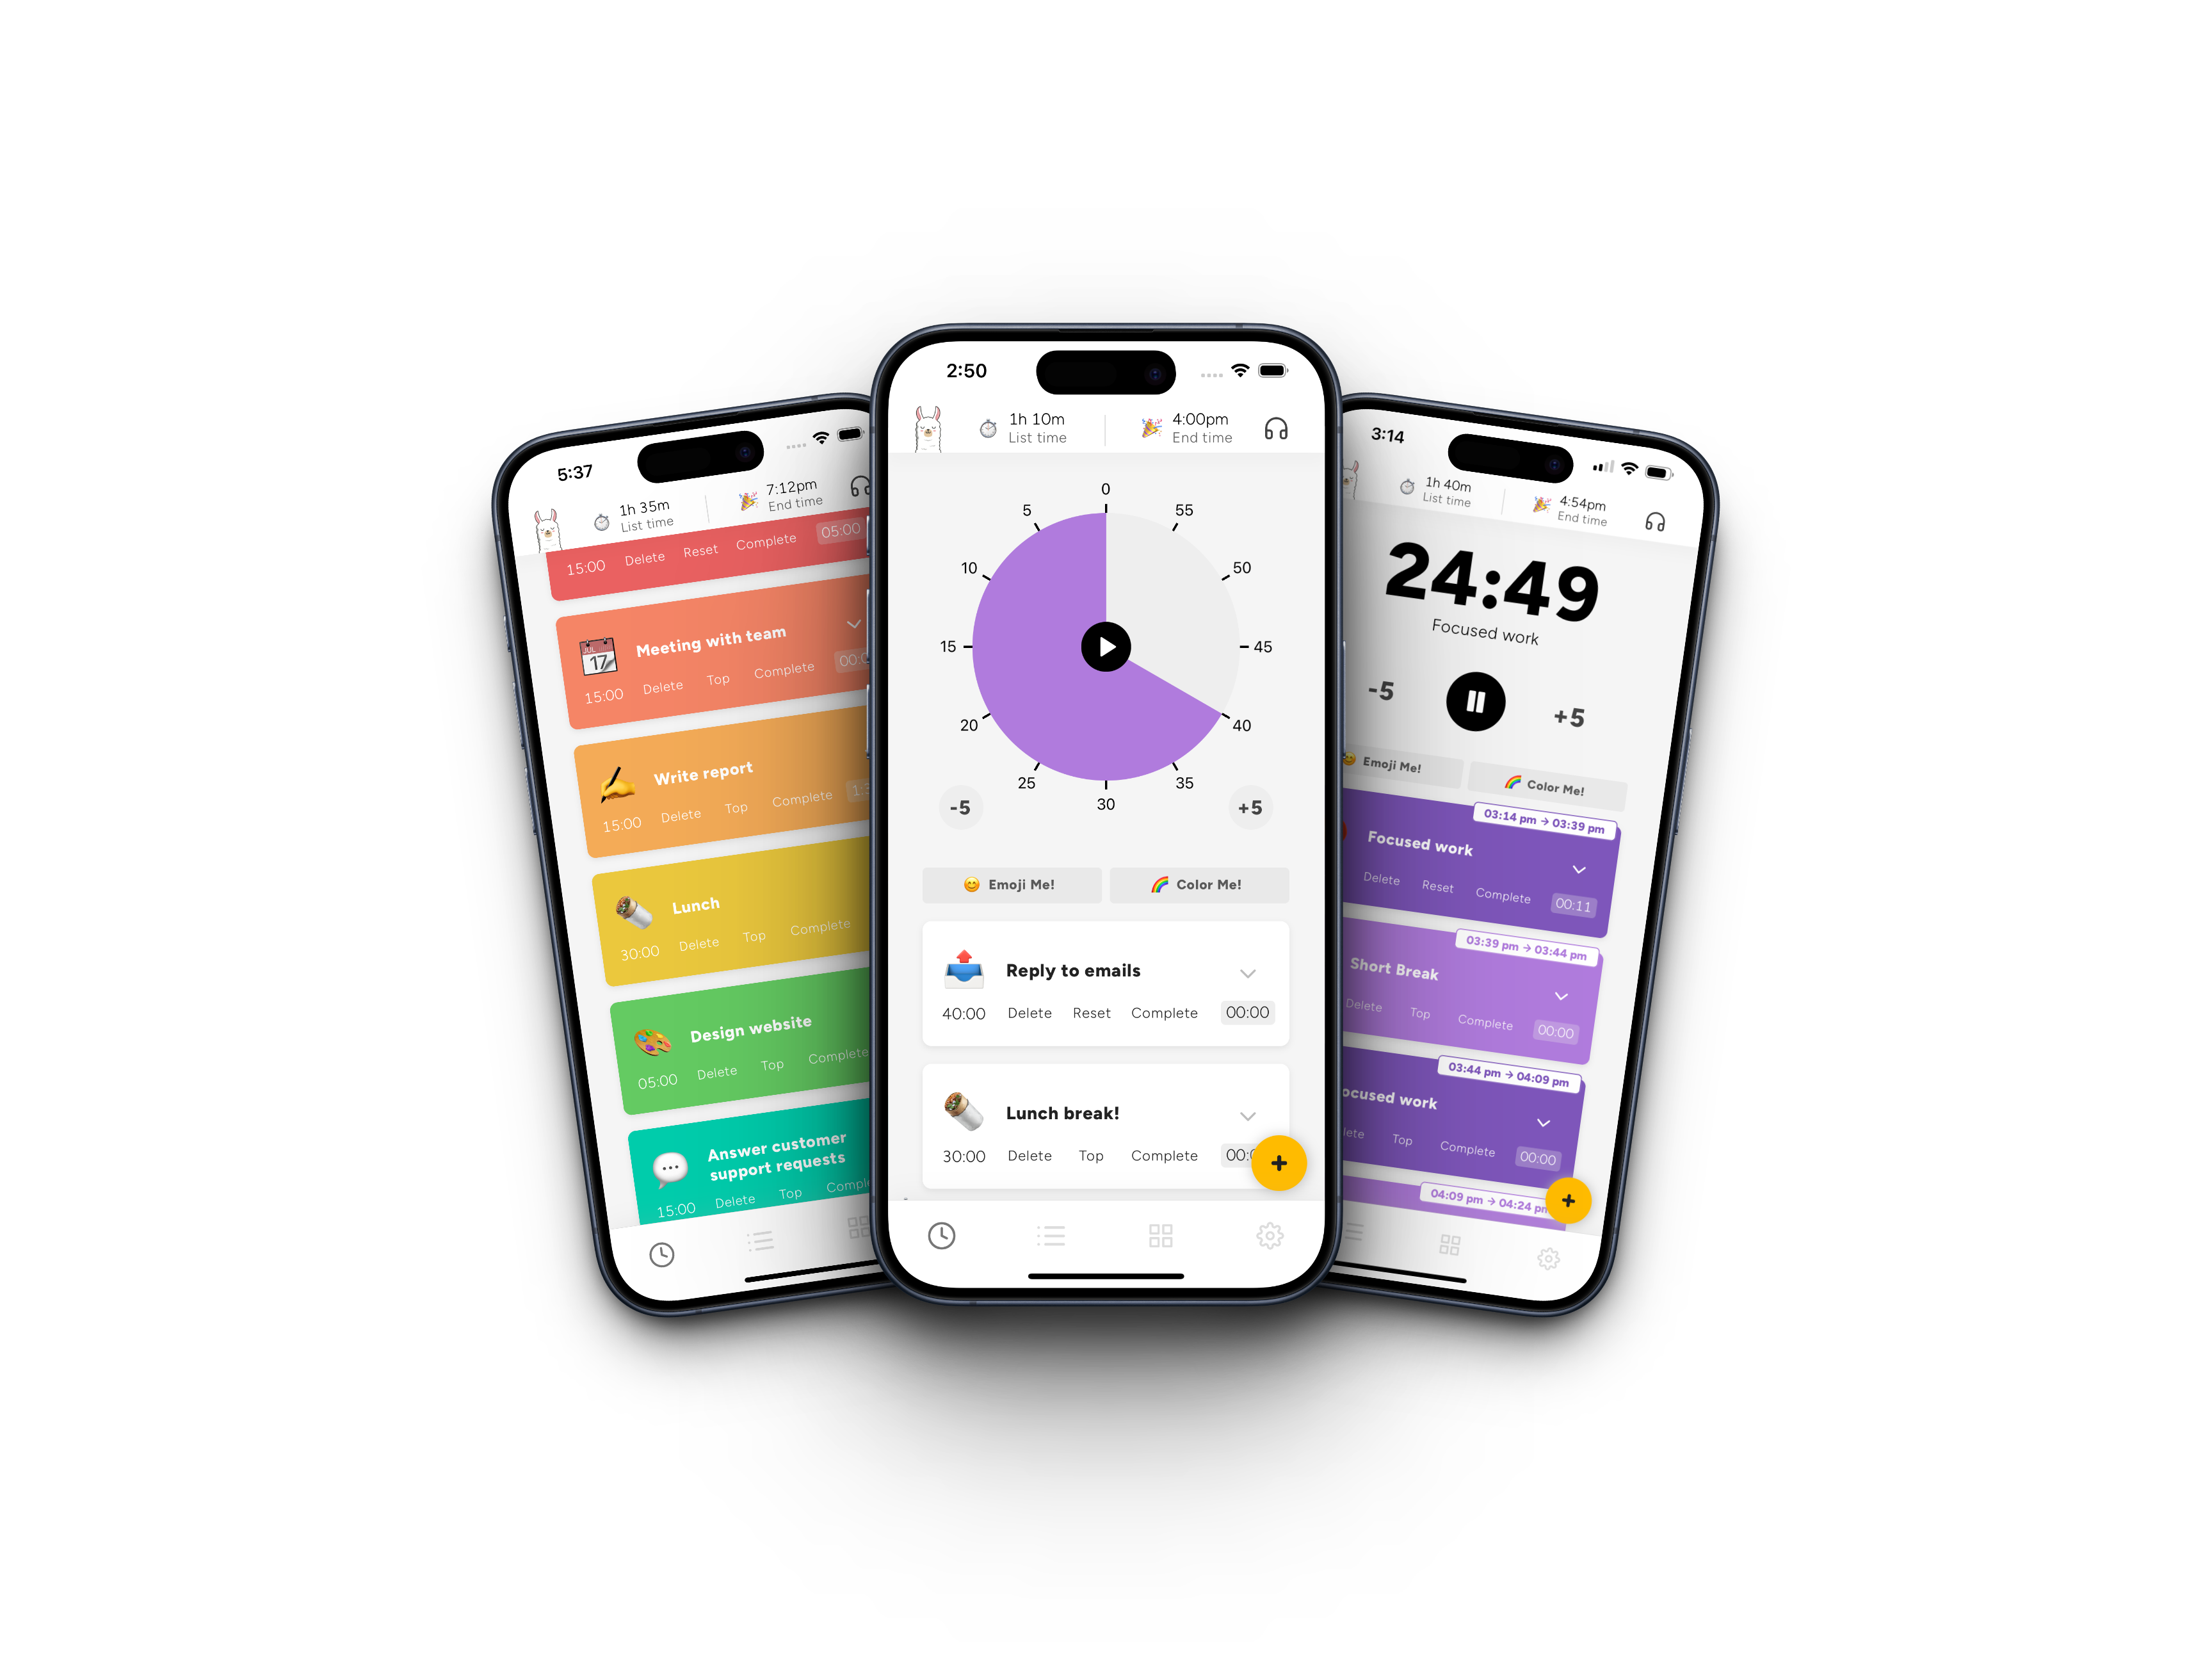 5:37
1h 35m
List time
7:12pm
End time
15:00 Delete Reset Complete 05:00
JUL
17
Meeting with team
15:00 Delete Top Complete
Write report
15:00 Delete Top Complete
Lunch
30:00 Delete Top Complete
Design website
05:00 Delete Top Complete
Answer customer
support requests
15:00 Delete Top
2:50
1h 10m
List time
4:00pm
End time
0
5
55
10
50
15
45
20
40
25
35
30
-5
+5
Emoji Me!
Color Me!
Reply to emails
40:00 Delete Reset Complete 00:00
Lunch break!
30:00 Delete Top Complete
3:14
1h 40m
List time
4:54pm
End time
24:49
Focused work
-5
+5
Emoji Me!
Color Me!
03:14 pm → 03:39 pm
Focused work
Delete Reset Complete 00:11
03:39 pm → 03:44 pm
Short Break
Delete Top Complete 00:00
03:44 pm → 04:09 pm
ocused work
Top Complete 00:00
04:09 pm → 04:24 pm